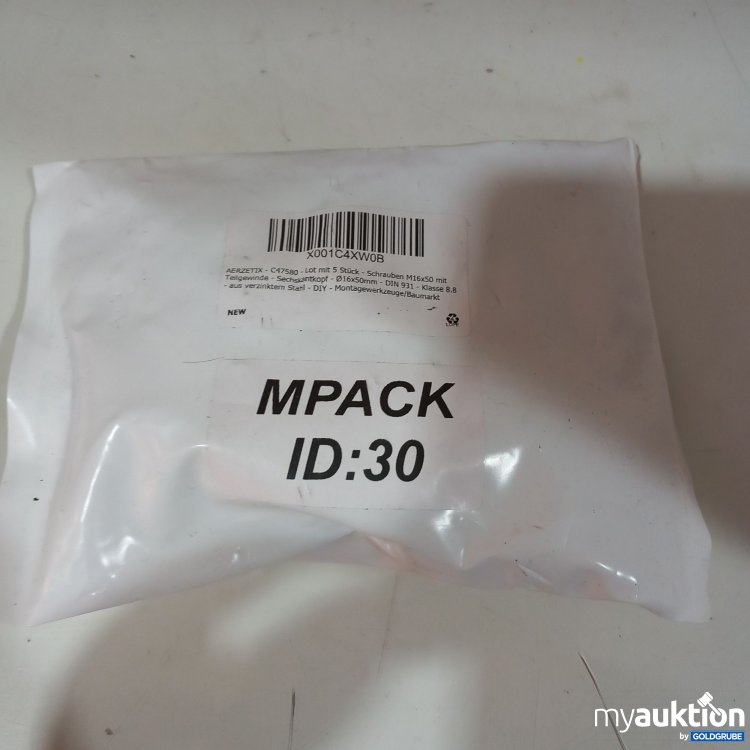 X001C4XW0B
AERZETIX - C47580 - Lot mit 5 Stück - Schrauben M16x50 mit
Teilgewinde - Sechskantkopf - Ø16x50mm - DIN 931 - Klasse 8.8
- aus verzinktem Stahl - DIY - Montagewerkzeuge/Baumarkt
NEW
MPACK
ID:30
myauktion
by GOLDGRUBE